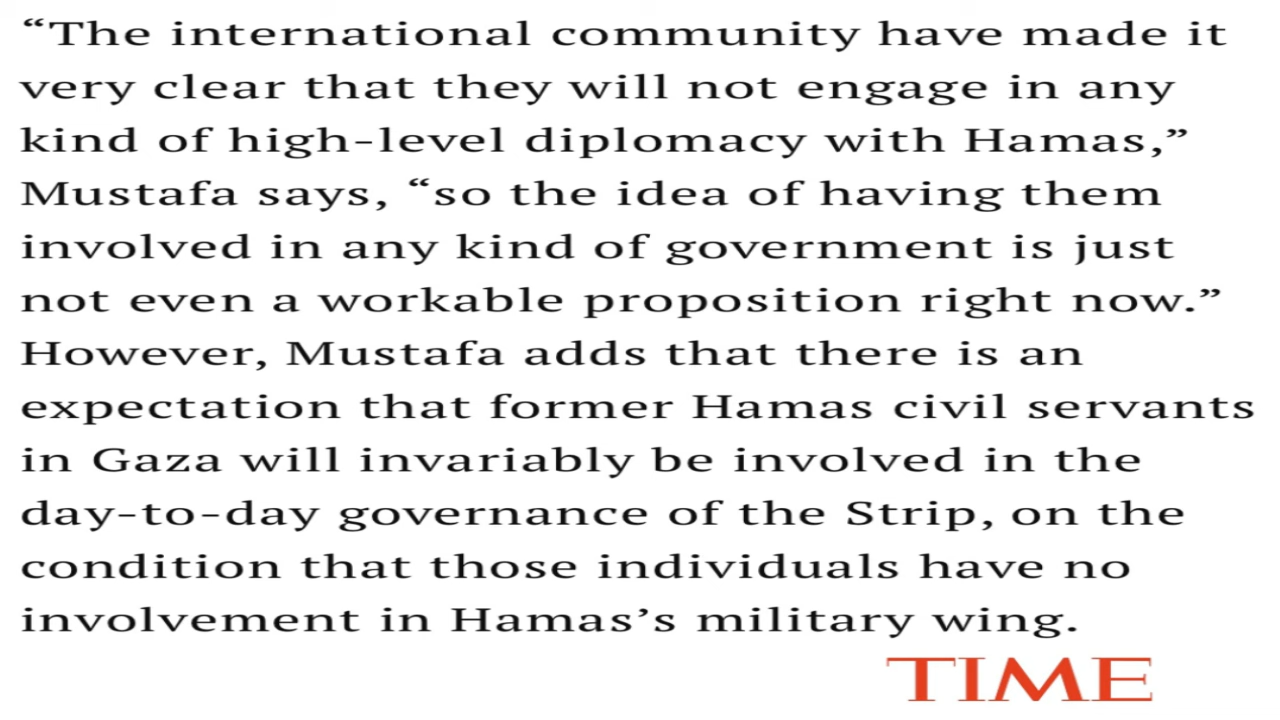 “The international community have made it
very clear that they will not engage in any
kind of high-level diplomacy with Hamas,”
Mustafa says, “so the idea of having them
involved in any kind of government is just
not even a workable proposition right now.”
However, Mustafa adds that there is an
expectation that former Hamas civil servants
in Gaza will invariably be involved in the
day-to-day governance of the Strip, on the
condition that those individuals have no
involvement in Hamas’s military wing.
TIME